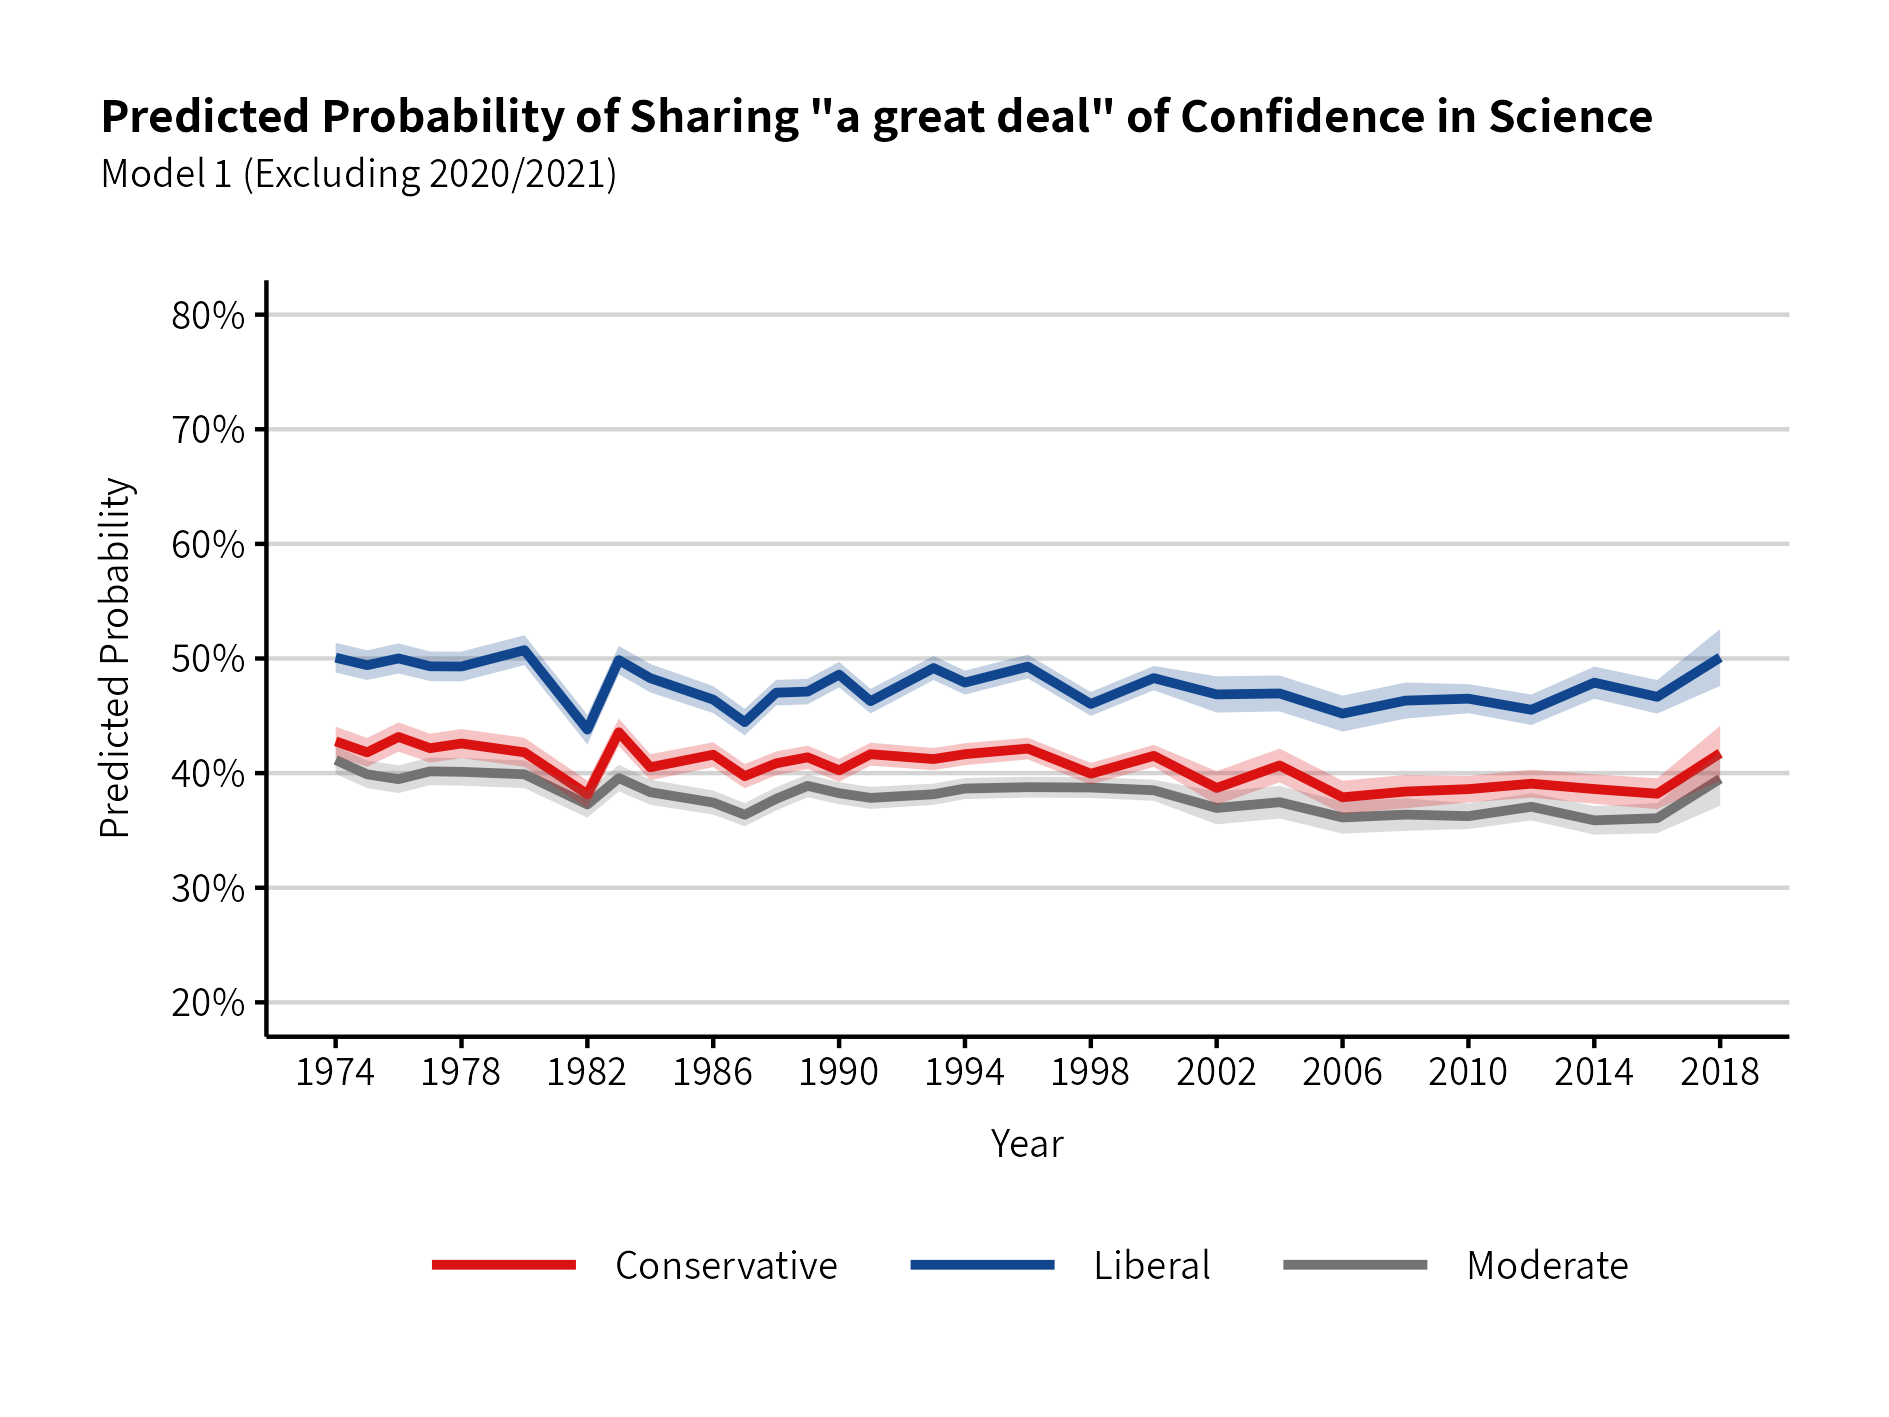 Predicted Probability of Sharing "a great deal" of Confidence in Science
Model 1 (Excluding 2020/2021)
Predicted Probability
80%
70%
60%
50%
40%
30%
20%
1974 1978 1982 1986 1990 1994 1998 2002 2006 2010 2014 2018
Year
Conservative Liberal Moderate